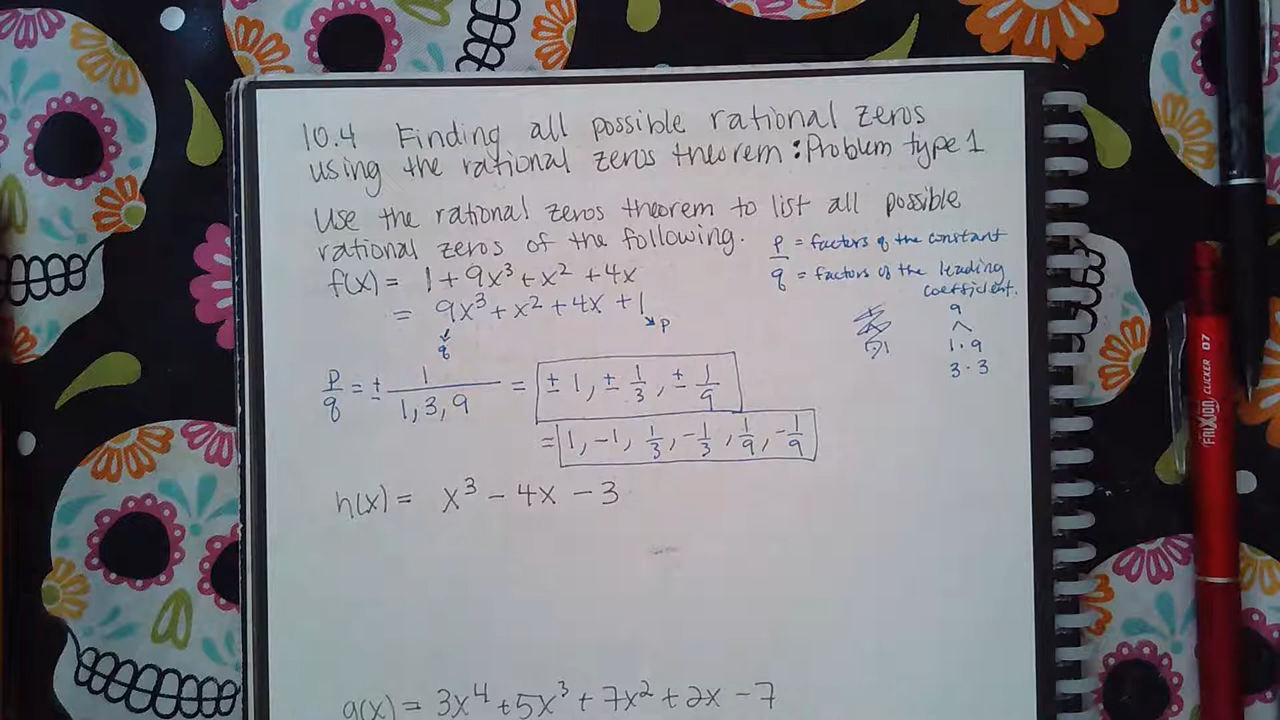 10.4 Finding all possible rational zeros
using the rational zeros theorem: Problem type 1
Use the rational zeros theorem to list all possible
rational zeros of the following.
p/q = factors of the constant
= factors of the leading
coefficient.
f(x) = 1 + 9x³ + x² + 4x
= 9x³ + x² + 4x + 1
q
p
9
1·9
3·3
p/q = ± 1/1, 3, 9 = ± 1, ± 1/3, ± 1/9
= 1, -1, 1/3, -1/3, 1/9, -1/9
h(x) = x³ - 4x - 3
g(x) = 3x⁴ + 5x³ + 7x² + 2x - 7
FRIXION CLICKER 07